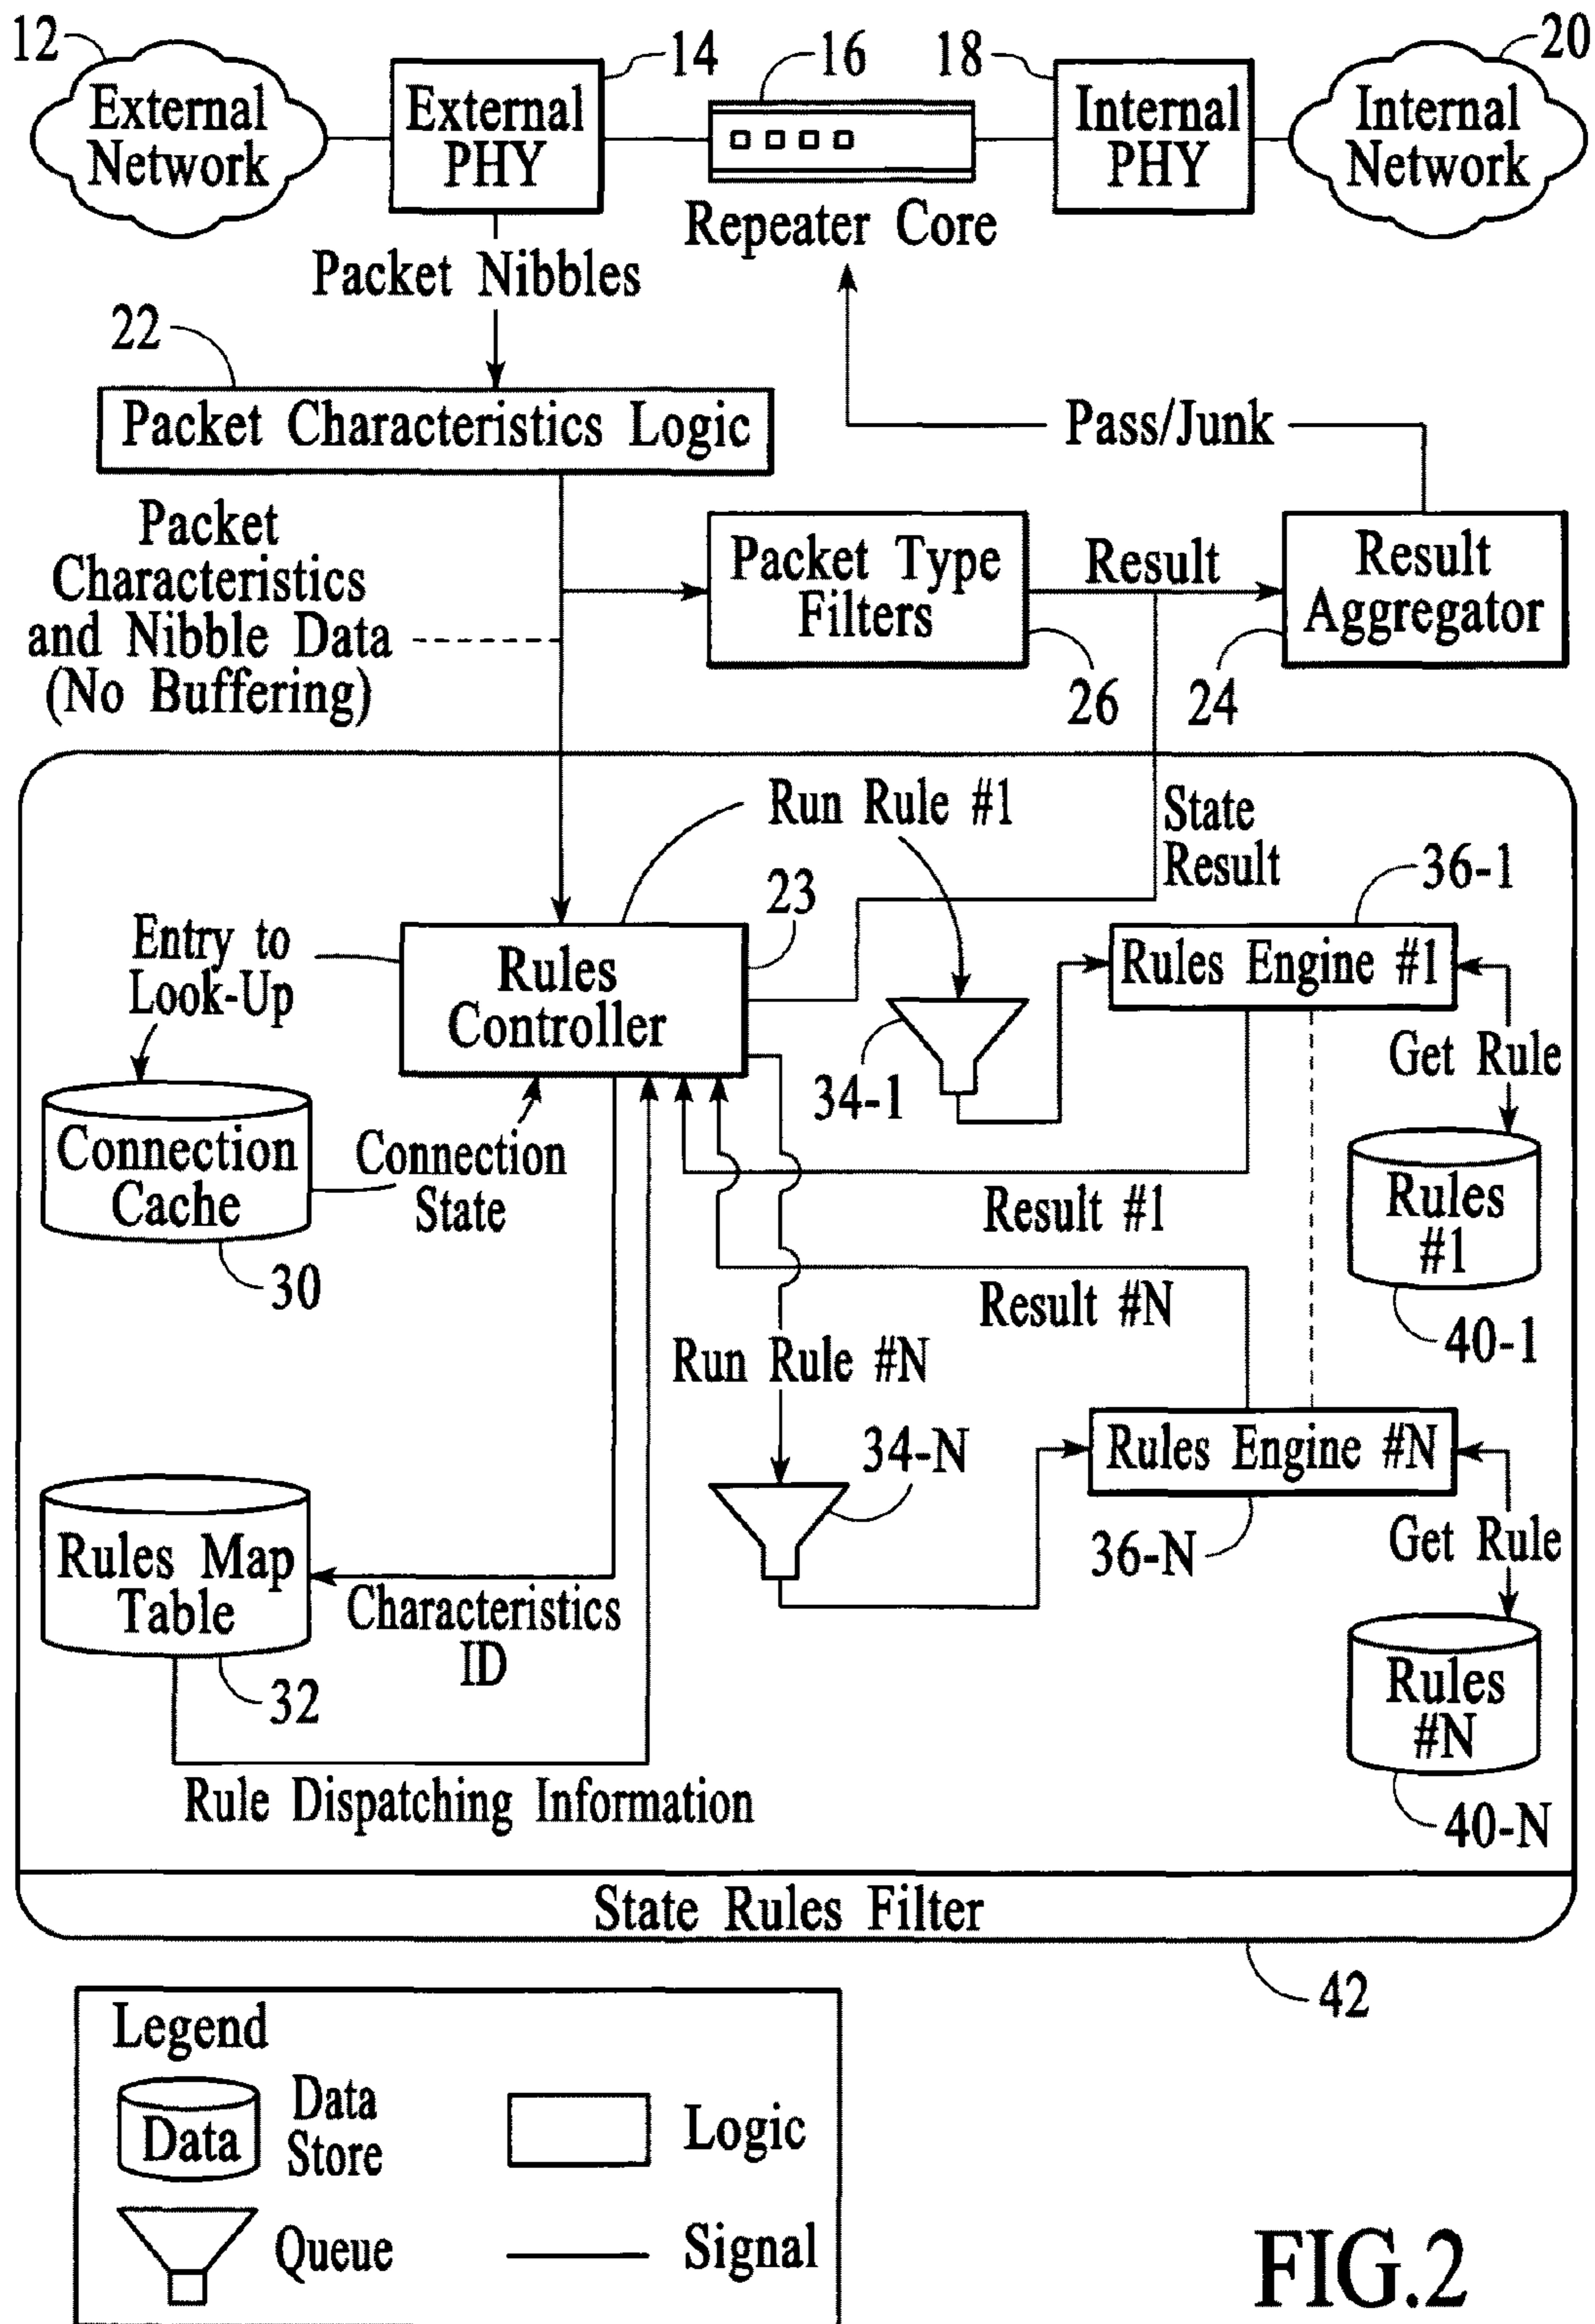 12
14
16
18
20
External
Network
External
PHY
Internal
PHY
Internal
Network
Repeater Core
Packet Nibbles
22
Packet Characteristics Logic
Pass/Junk
Packet
Characteristics
and Nibble Data
(No Buffering)
Packet Type
Filters
Result
Result
Aggregator
26
24
Run Rule #1
State
Result
36-1
23
Entry to
Look-Up
Rules
Controller
Rules Engine #1
34-1
Get Rule
Connection
Cache
Connection
State
Result #1
Rules
#1
30
Result #N
40-1
Run Rule #N
34-N
Rules Engine #N
36-N
Get Rule
Rules Map
Table
Characteristics
ID
32
Rules
#N
Rule Dispatching Information
40-N
State Rules Filter
42
Legend
Data
Data
Store
Logic
Queue
Signal
FIG.2